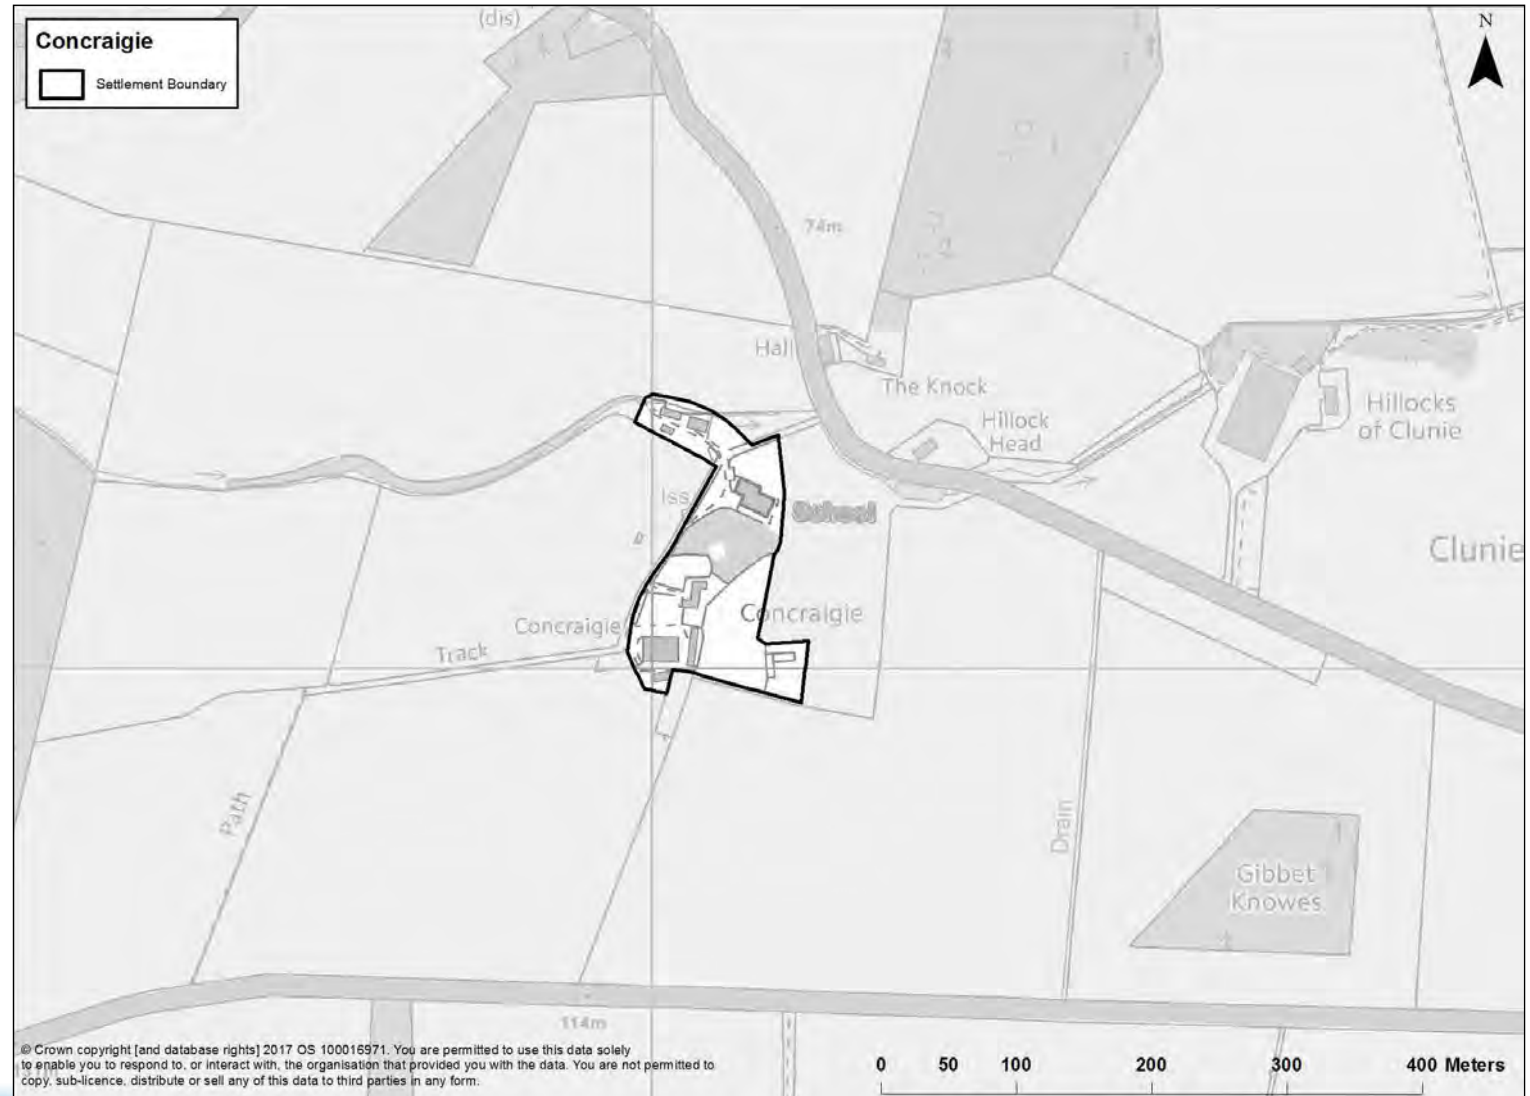 Concraigie
Settlement Boundary
N
(dis)
74m
Hall
The Knock
Hillock
Head
Hillocks
of Clunie
Iss
School
Clunie
Concraigie
Concraigie
Track
Path
Drain
Gibbet
Knowes
114m
© Crown copyright [and database rights] 2017 OS 100016971. You are permitted to use this data solely
to enable you to respond to, or interact with, the organisation that provided you with the data. You are not permitted to
copy, sub-licence, distribute or sell any of this data to third parties in any form.
0 50 100 200 300 400 Meters